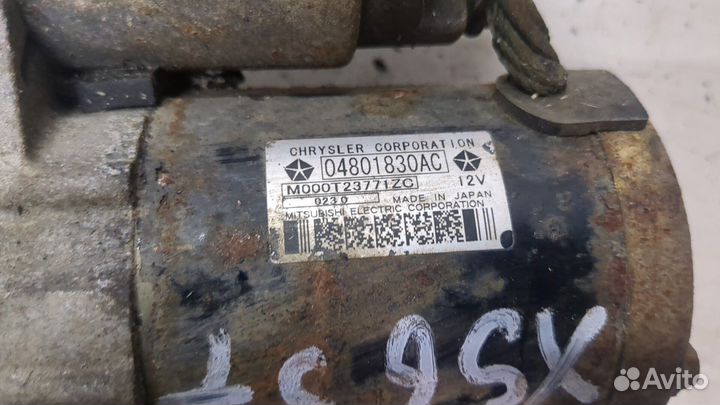 CHRYSLER CORPORATION
04801830AC
M000T23771ZC 12V
0230 MADE IN JAPAN
MITSUBISHI ELECTRIC CORPORATION
Avito